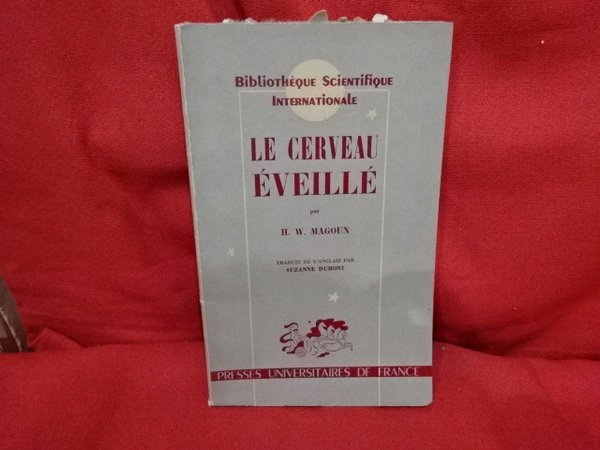 Bibliothèque Scientifique
Internationale
LE CERVEAU
ÉVEILLÉ
par
H. W. MAGOUN
TRADUIT DE L'ANGLAIS PAR
SUZANNE DUMONT
PRESSES UNIVERSITAIRES DE FRANCE